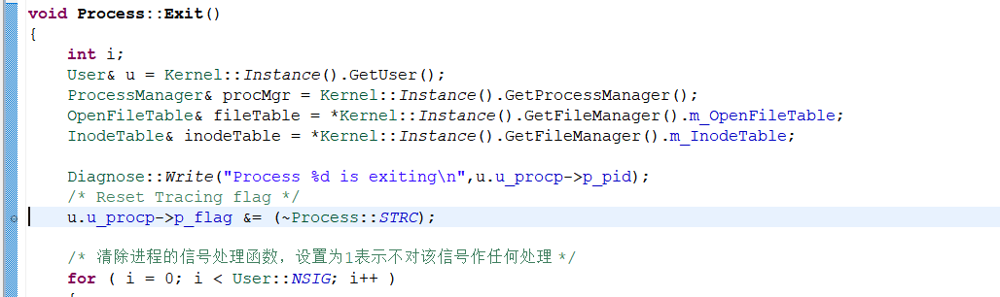 void Process::Exit()
{
    int i;
    User& u = Kernel::Instance().GetUser();
    ProcessManager& procMgr = Kernel::Instance().GetProcessManager();
    OpenFileTable& fileTable = *Kernel::Instance().GetFileManager().m_OpenFileTable;
    InodeTable& inodeTable = *Kernel::Instance().GetFileManager().m_InodeTable;

    Diagnose::Write("Process %d is exiting\n",u.u_procp->p_pid);
    /* Reset Tracing flag */
    u.u_procp->p_flag &= (~Process::STRC);

    /* 清除进程的信号处理函数，设置为1表示不对该信号作任何处理 */
    for ( i = 0; i < User::NSIG; i++ )